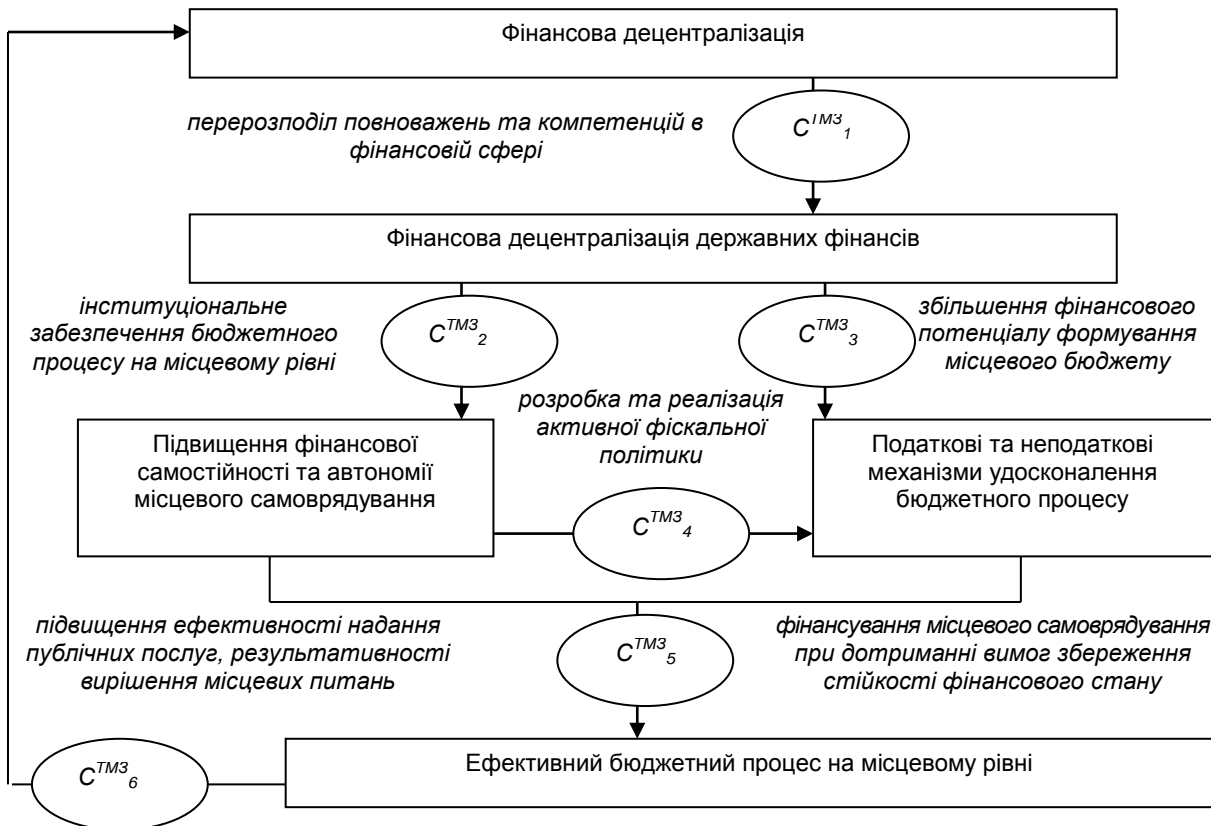 Фінансова децентралізація
перерозподіл повноважень та компетенцій в
фінансовій сфері
C^ТМЗ_1
Фінансова децентралізація державних фінансів
інституціональне
забезпечення бюджетного
процесу на місцевому рівні
C^ТМЗ_2
C^ТМЗ_3
збільшення фінансового
потенціалу формування
місцевого бюджету
розробка та реалізація
активної фіскальної
політики
Підвищення фінансової
самостійності та автономії
місцевого самоврядування
C^ТМЗ_4
Податкові та неподаткові
механізми удосконалення
бюджетного процесу
підвищення ефективності надання
публічних послуг, результативності
вирішення місцевих питань
C^ТМЗ_5
фінансування місцевого самоврядування
при дотриманні вимог збереження
стійкості фінансового стану
C^ТМЗ_6
Ефективний бюджетний процес на місцевому рівні